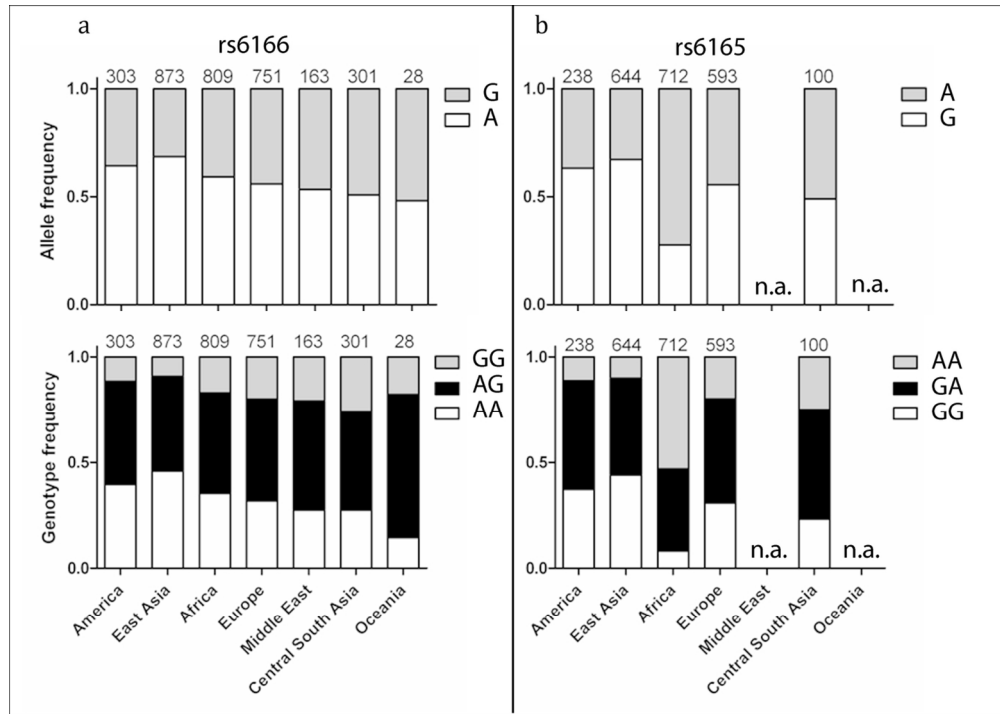 a
rs6166
303 873 809 751 163 301 28
1.0
0.5
0.0
Allele frequency
G
A
303 873 809 751 163 301 28
1.0
0.5
0.0
Genotype frequency
GG
AG
AA
America
East Asia
Africa
Europe
Middle East
Central South Asia
Oceania
b
rs6165
238 644 712 593 100
1.0
0.5
0.0
A
G
n.a. n.a.
238 644 712 593 100
1.0
0.5
0.0
AA
GA
GG
n.a. n.a.
America
East Asia
Africa
Europe
Middle East
Central South Asia
Oceania